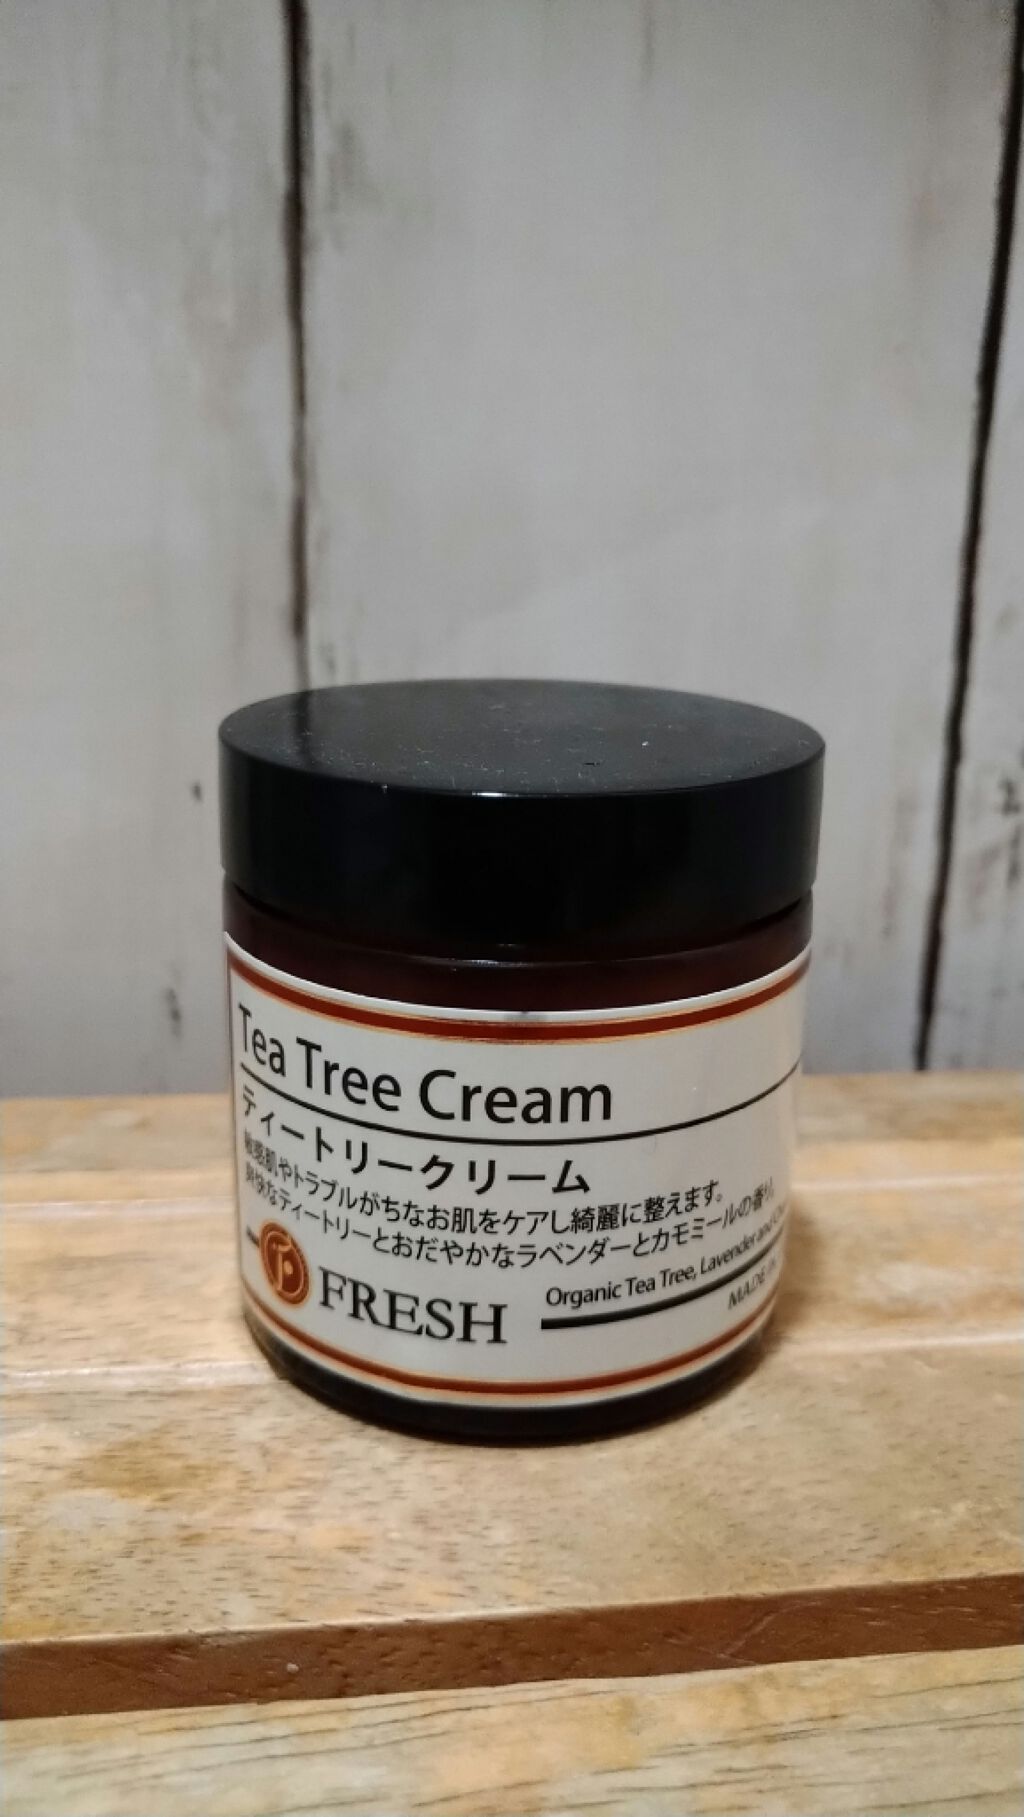 Tea Tree Cream
ティートリークリーム
敏感肌やトラブルがちなお肌をケアし綺麗に整えます。
爽快なティートリーとおだやかなラベンダーとカモミールの香り。
FRESH
Organic Tea Tree, Lavender and
MADE